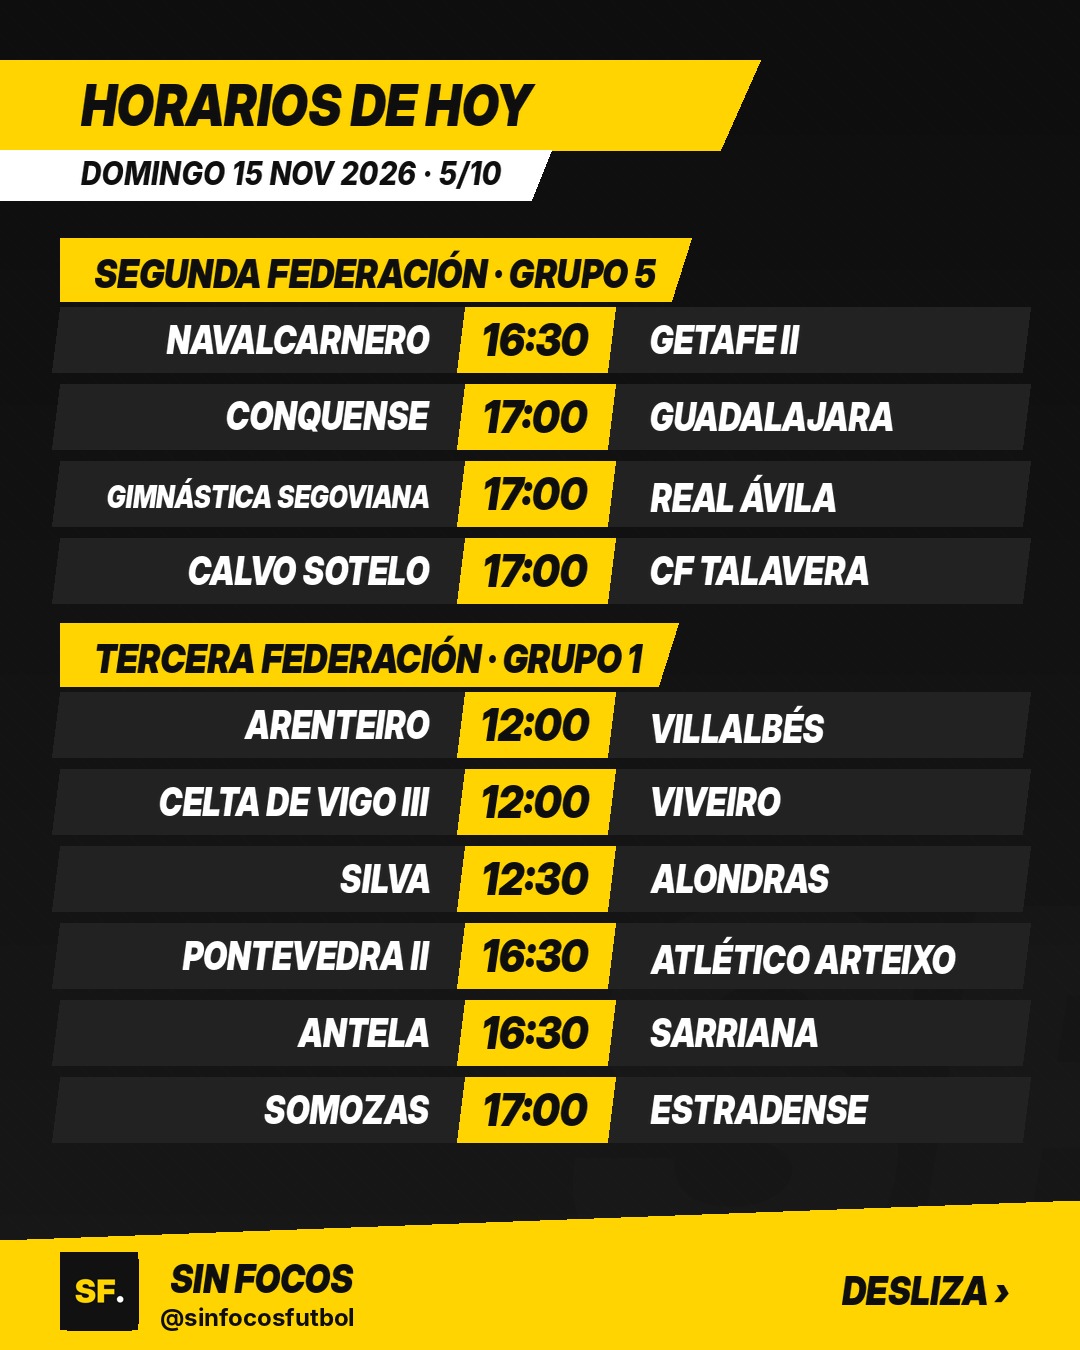 HORARIOS DE HOY
DOMINGO 15 NOV 2026 · 5/10
SEGUNDA FEDERACIÓN · GRUPO 5
NAVALCARNERO 16:30 GETAFE II
CONQUENSE 17:00 GUADALAJARA
GIMNÁSTICA SEGOVIANA 17:00 REAL ÁVILA
CALVO SOTELO 17:00 CF TALAVERA
TERCERA FEDERACIÓN · GRUPO 1
ARENTEIRO 12:00 VILLALBÉS
CELTA DE VIGO III 12:00 VIVEIRO
SILVA 12:30 ALONDRAS
PONTEVEDRA II 16:30 ATLÉTICO ARTEIXO
ANTELA 16:30 SARRIANA
SOMOZAS 17:00 ESTRADENSE
SF.
SIN FOCOS
@sinfocosfutbol
DESLIZA ›